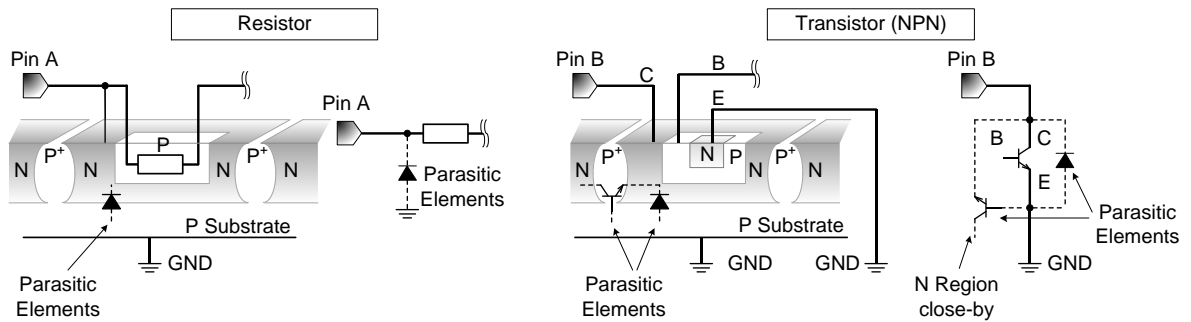 Resistor
Transistor (NPN)
Pin A
Pin B
C
B
E
Pin B
Pin A
N
P+
N
P
N
P+
N
Parasitic
Elements
P Substrate
GND
Parasitic
Elements
N
P+
N
N
P
P+
N
P Substrate
GND
GND
Parasitic
Elements
B
C
E
Parasitic
Elements
GND
N Region
close-by